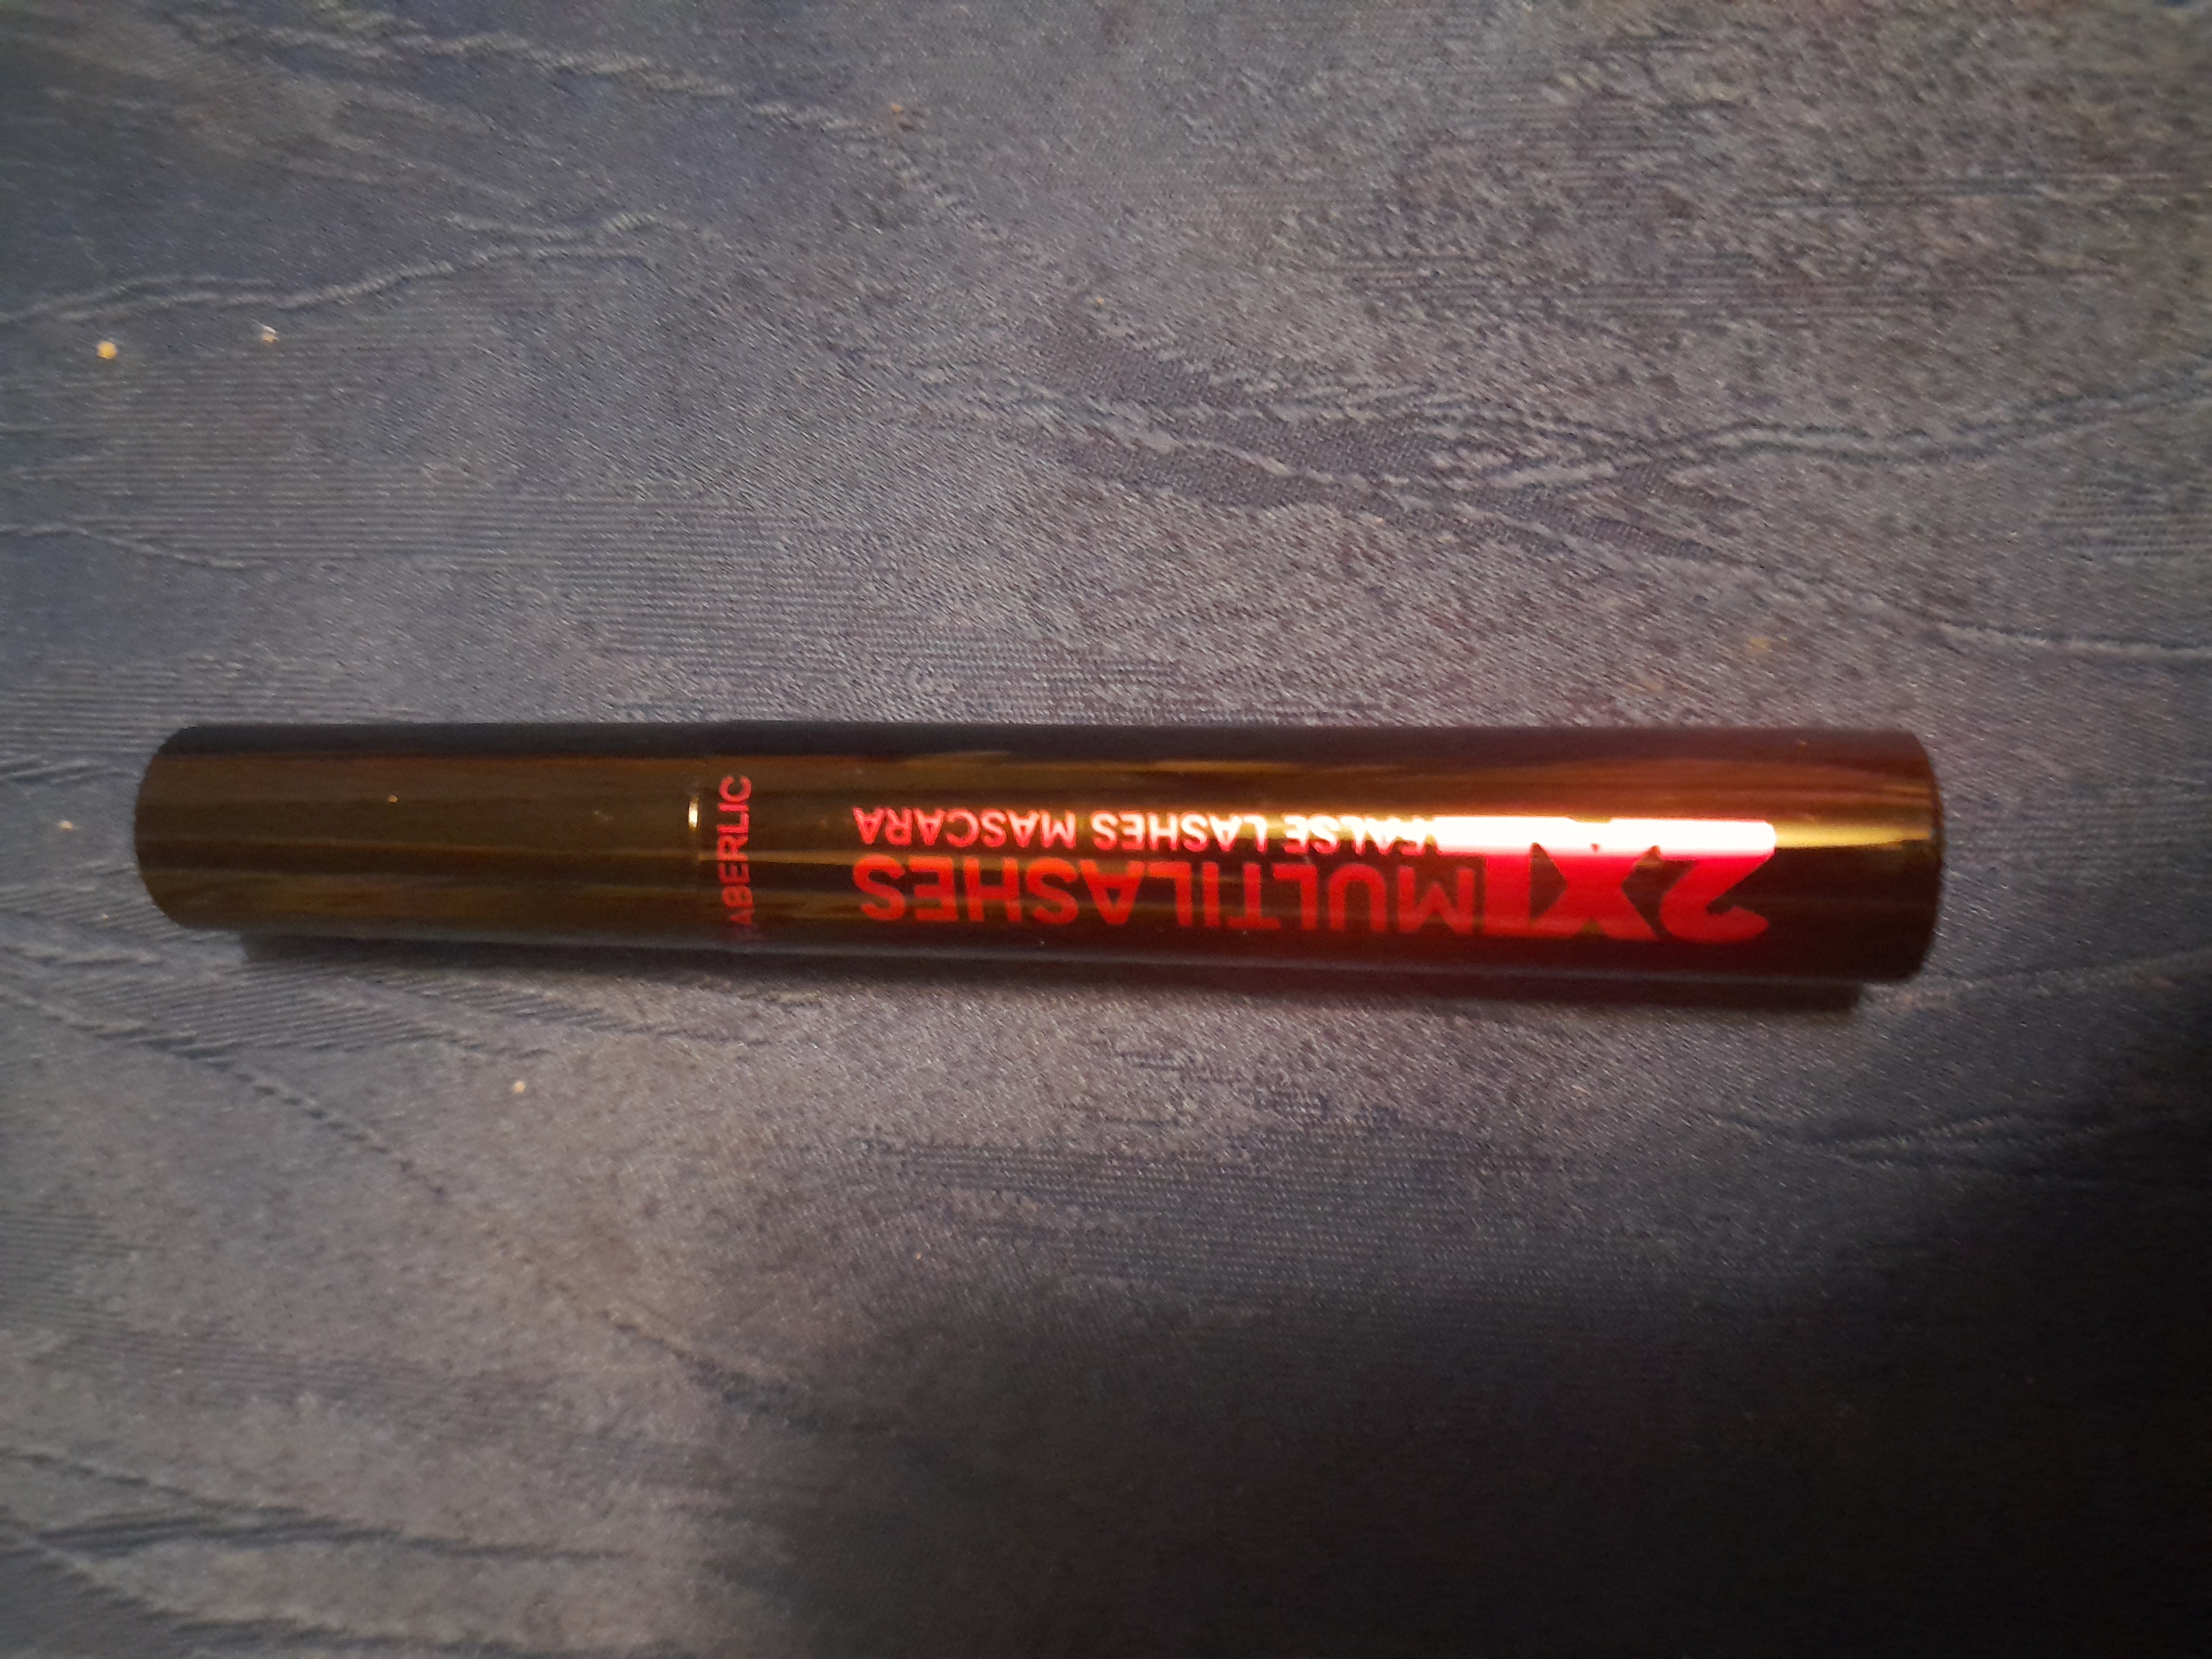 2X
MULTILASHES
FALSE LASHES MASCARA
FABERLIC